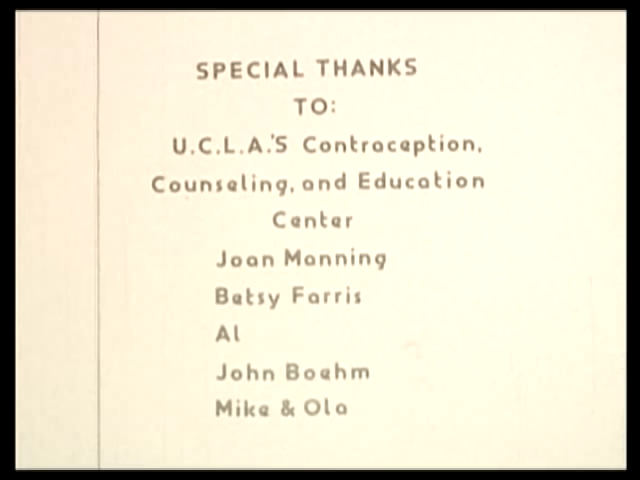 SPECIAL THANKS
TO:
U.C.L.A.'S Contraception,
Counseling, and Education
Center
Joan Manning
Betsy Farris
Al
John Boehm
Mike & Ola